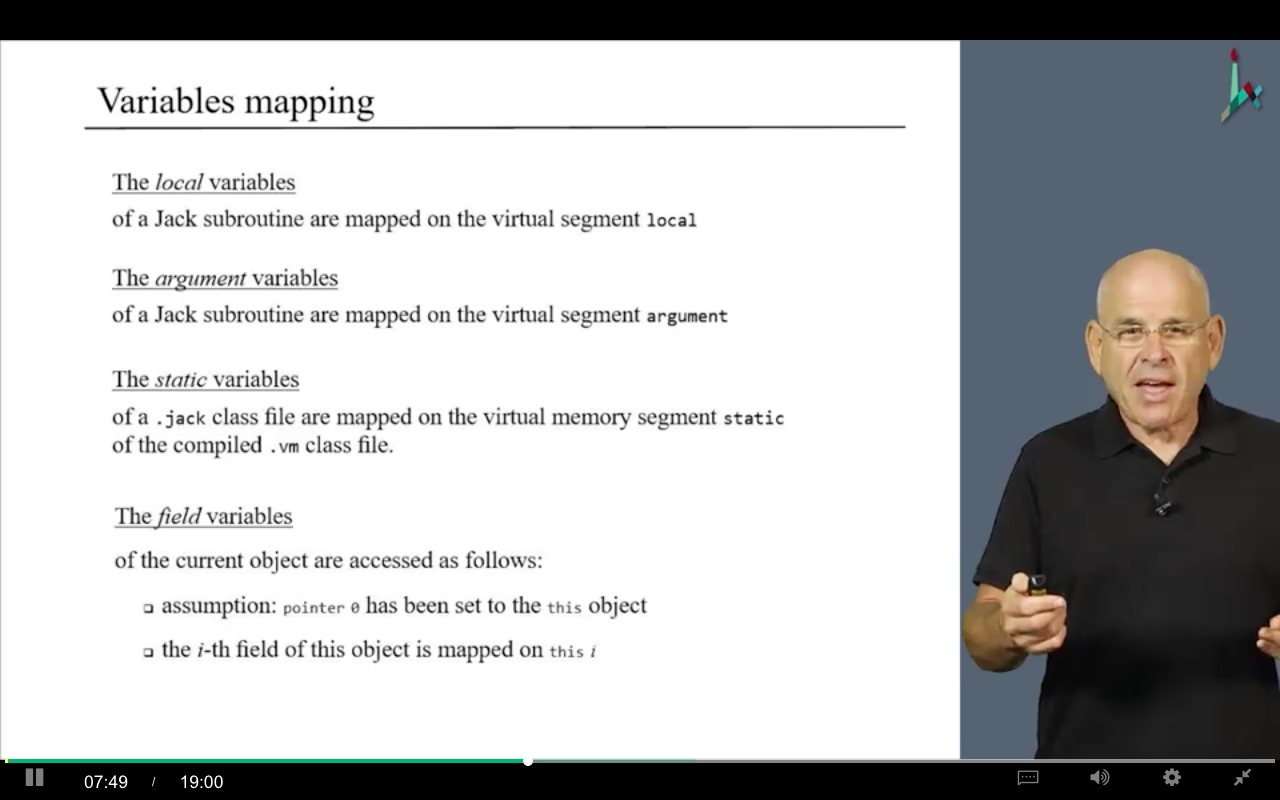 Variables mapping
The local variables
of a Jack subroutine are mapped on the virtual segment local
The argument variables
of a Jack subroutine are mapped on the virtual segment argument
The static variables
of a .jack class file are mapped on the virtual memory segment static
of the compiled .vm class file.
The field variables
of the current object are accessed as follows:
❑ assumption: pointer 0 has been set to the this object
❑ the i-th field of this object is mapped on this i
07:49 / 19:00